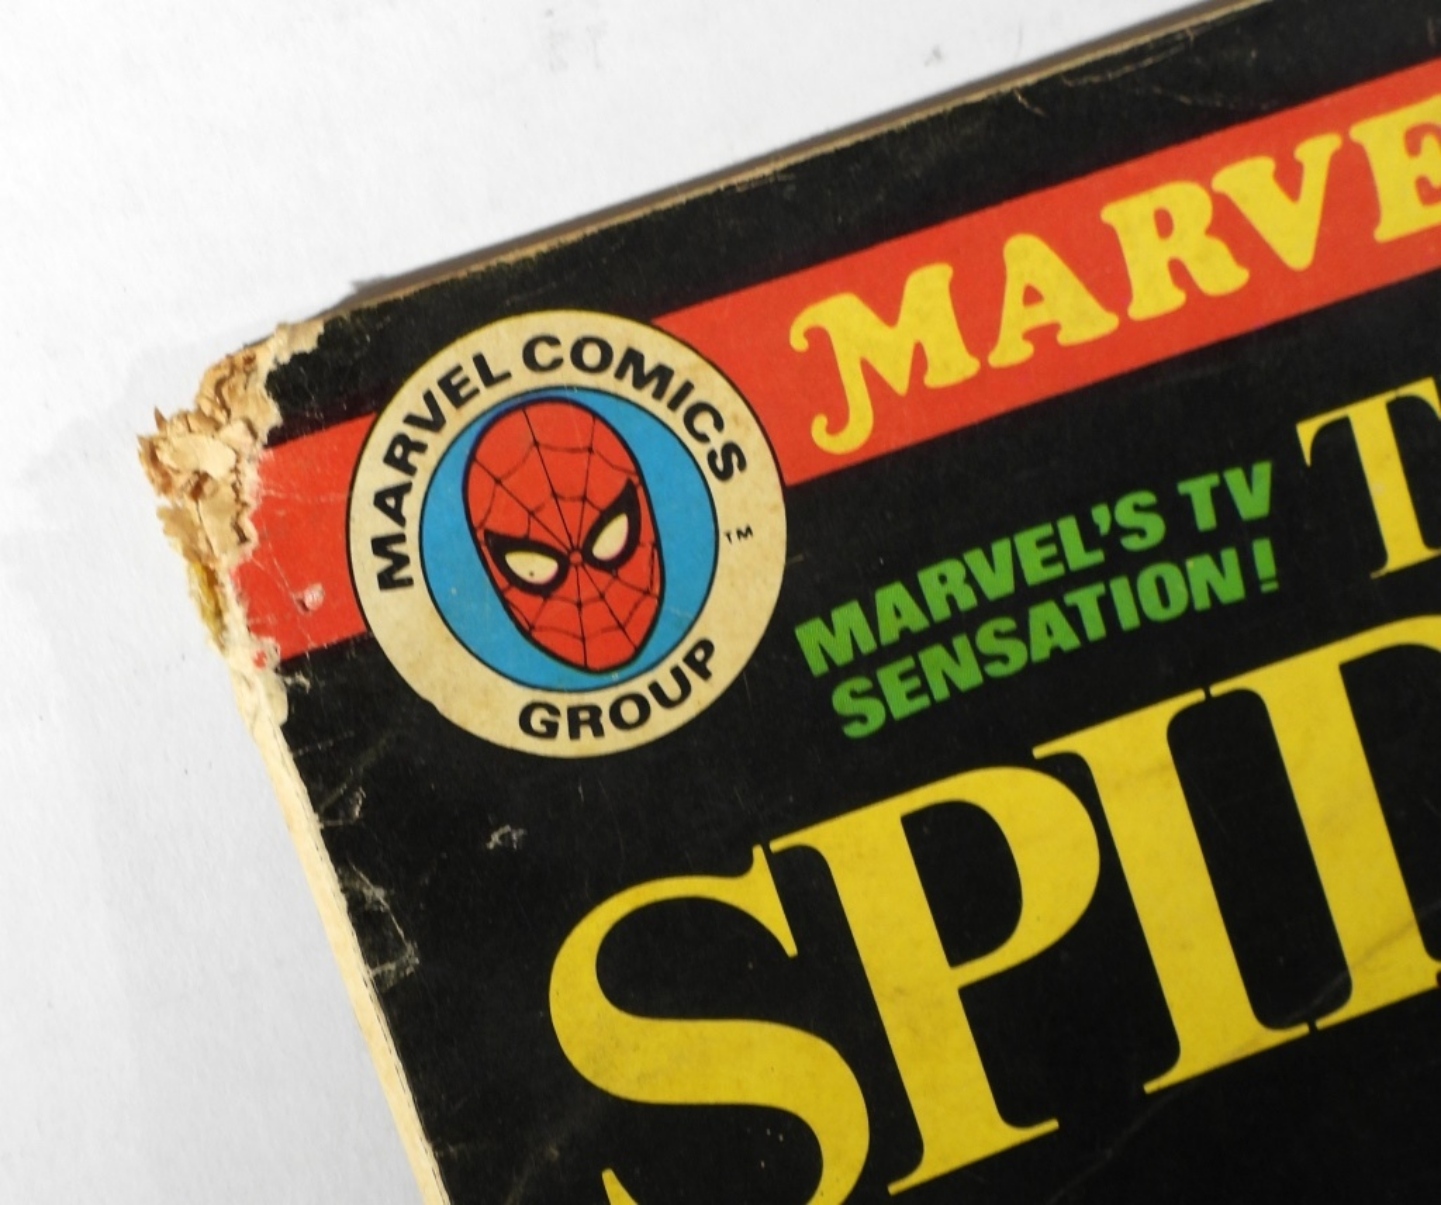 MARVE
MARVEL COMICS
GROUP
TM
MARVEL'S TV
SENSATION!
T
SPID